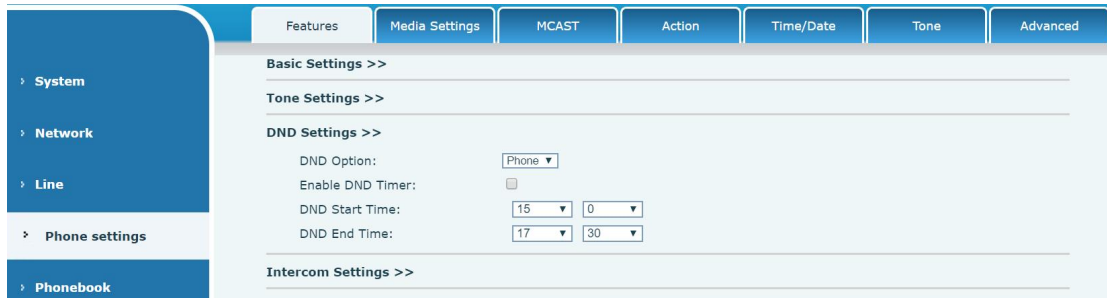 Features Media Settings MCAST Action Time/Date Tone Advanced
› System
› Network
› Line
› Phone settings
› Phonebook
Basic Settings >>
Tone Settings >>
DND Settings >>
DND Option: Phone ▼
Enable DND Timer:
DND Start Time: 15 ▼ 0 ▼
DND End Time: 17 ▼ 30 ▼
Intercom Settings >>